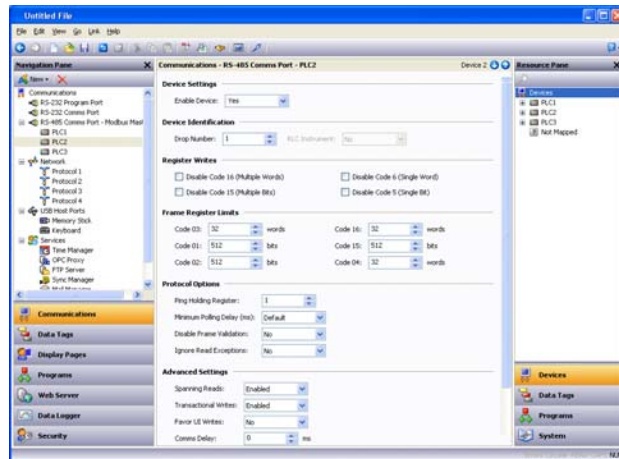 Untitled File
File Edit View Go Link Help
Navigation Pane
Communications - RS-485 Comms Port - PLC2
Device 2
Resource Pane
New
Communications
RS-232 Program Port
RS-232 Comms Port
RS-485 Comms Port - Modbus Mast
PLC1
PLC2
PLC3
Network
Protocol 1
Protocol 2
Protocol 3
Protocol 4
USB Host Ports
Memory Stick
Keyboard
Services
Time Manager
OPC Proxy
FTP Server
Sync Manager
Mail Manager
Communications
Data Tags
Display Pages
Programs
Web Server
Data Logger
Security
Device Settings
Enable Device: Yes
Device Identification
Drop Number: 1 RLC Instrument: No
Register Writes
Disable Code 16 (Multiple Words) Disable Code 6 (Single Word)
Disable Code 15 (Multiple Bits) Disable Code 5 (Single Bit)
Frame Register Limits
Code 03: 32 words Code 16: 32 words
Code 01: 512 bits Code 15: 512 bits
Code 02: 512 bits Code 04: 32 words
Protocol Options
Ping Holding Register: 1
Minimum Polling Delay (ms): Default
Disable Frame Validation: No
Ignore Read Exceptions: No
Advanced Settings
Spanning Reads: Enabled
Transactional Writes: Enabled
Favor UI Writes: No
Comms Delay: 0 ms
Devices
PLC1
PLC2
PLC3
Not Mapped
Devices
Data Tags
Programs
System